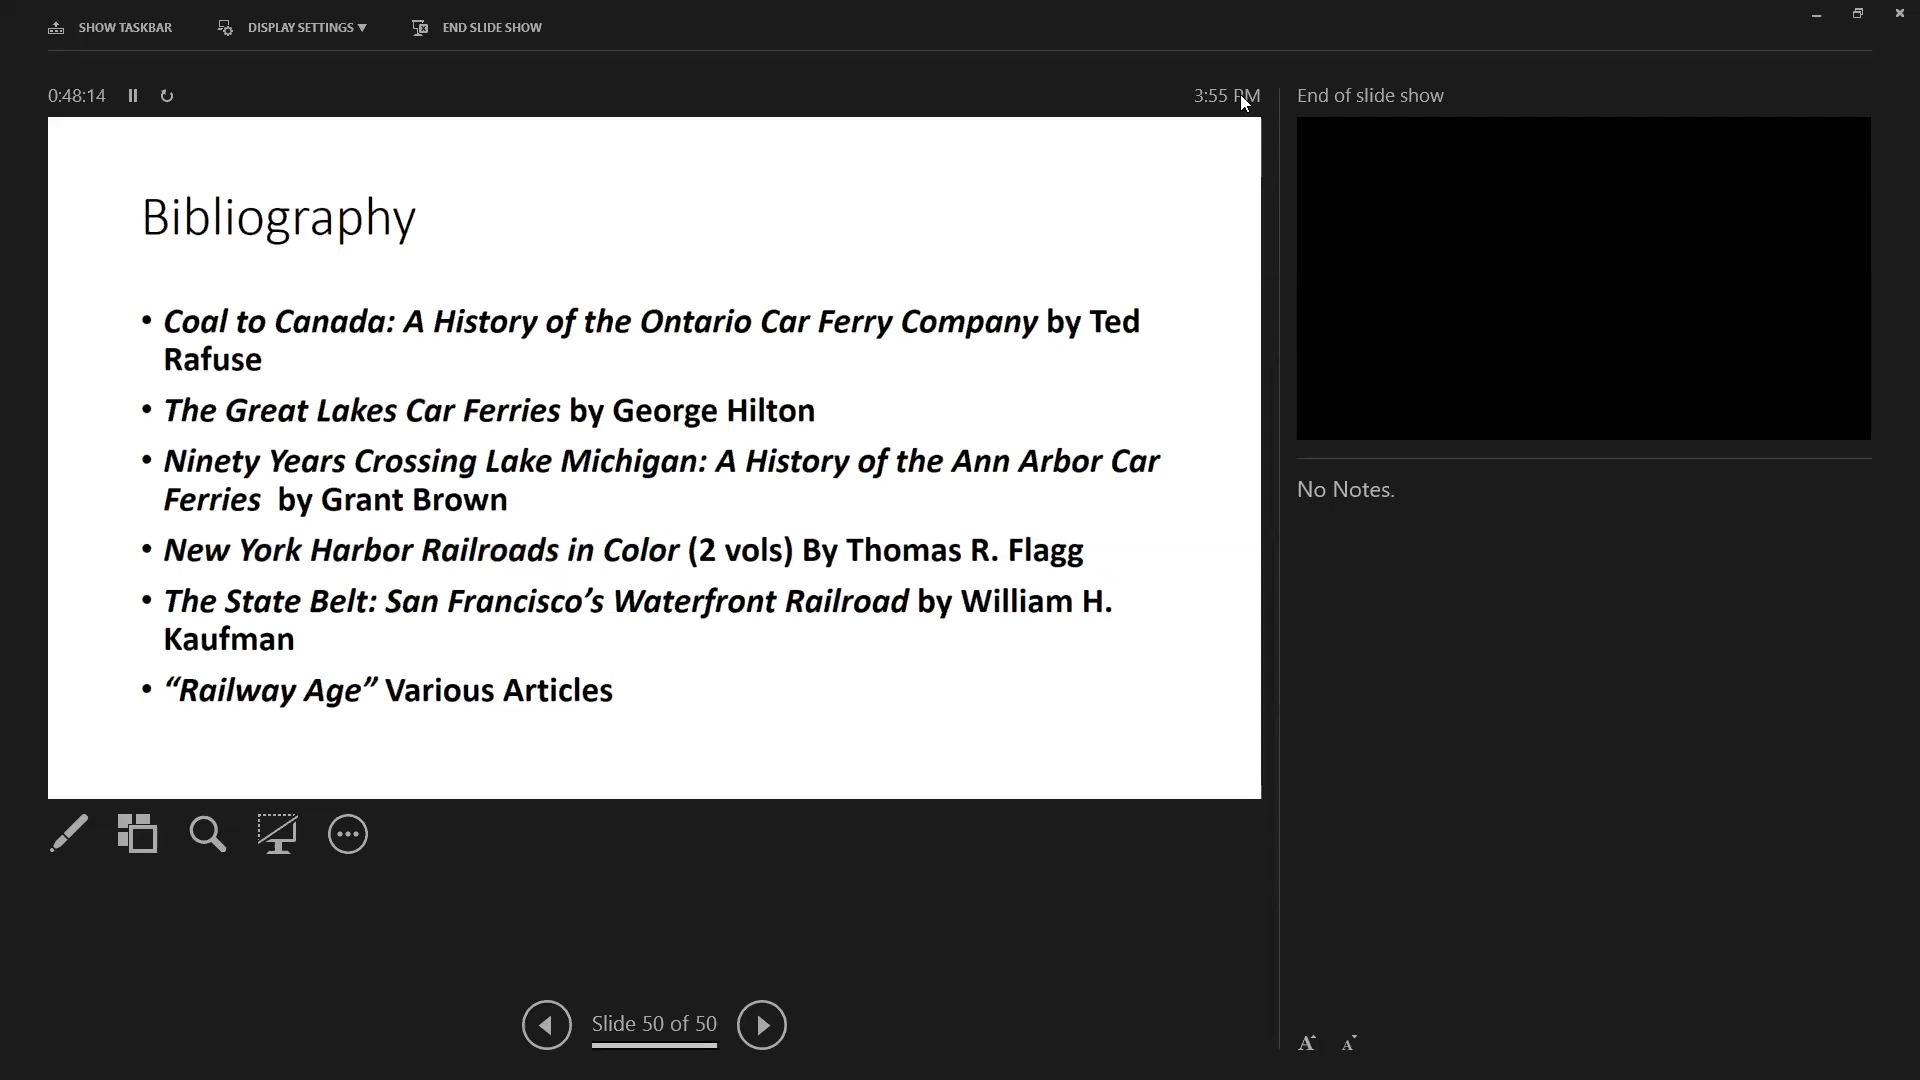 SHOW TASKBAR
DISPLAY SETTINGS ▼
END SLIDE SHOW
0:48:14
3:55 PM
End of slide show
Bibliography
• Coal to Canada: A History of the Ontario Car Ferry Company by Ted
Rafuse
• The Great Lakes Car Ferries by George Hilton
• Ninety Years Crossing Lake Michigan: A History of the Ann Arbor Car
Ferries  by Grant Brown
• New York Harbor Railroads in Color (2 vols) By Thomas R. Flagg
• The State Belt: San Francisco’s Waterfront Railroad by William H.
Kaufman
• “Railway Age” Various Articles
No Notes.
Slide 50 of 50
A A